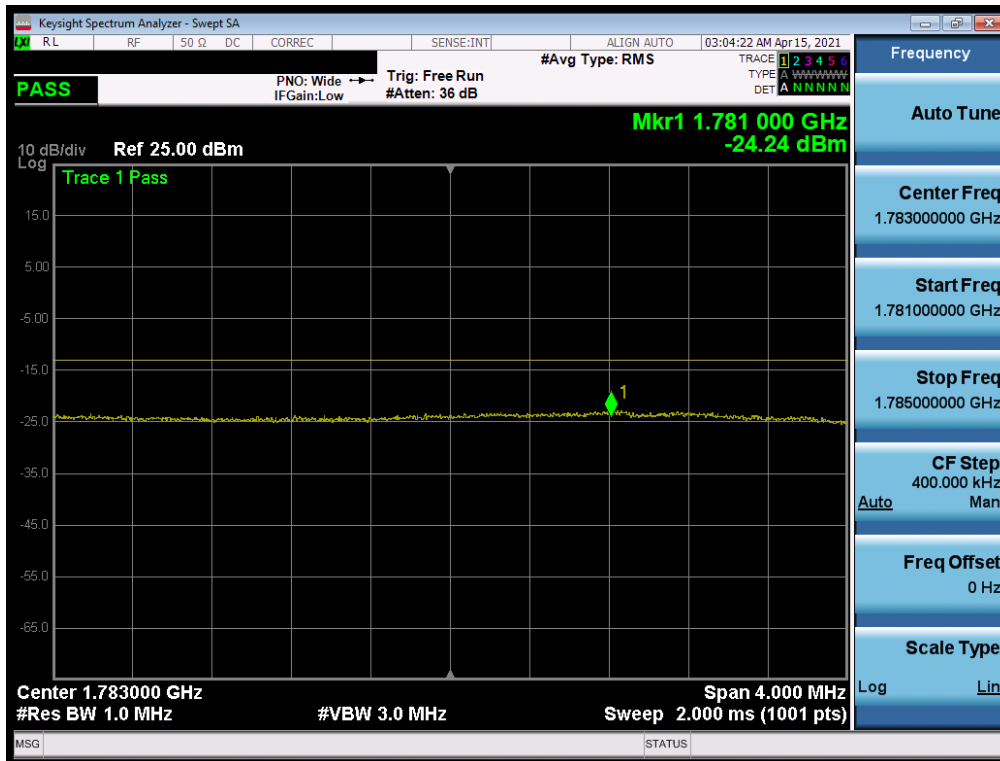 Keysight Spectrum Analyzer - Swept SA
LXI RL RF 50 Ω DC CORREC SENSE:INT ALIGN AUTO 03:04:22 AM Apr 15, 2021
Frequency
PASS
PNO: Wide
IFGain:Low
Trig: Free Run
#Atten: 36 dB
#Avg Type: RMS
TRACE 1 2 3 4 5 6
TYPE A WWWWW
DET A N N N N N
Mkr1 1.781 000 GHz
-24.24 dBm
10 dB/div
Log
Ref 25.00 dBm
Trace 1 Pass
15.0
5.00
-5.00
-15.0
-25.0
-35.0
-45.0
-55.0
-65.0
1
Center 1.783000 GHz
Span 4.000 MHz
#Res BW 1.0 MHz
#VBW 3.0 MHz
Sweep 2.000 ms (1001 pts)
Auto Tune
Center Freq
1.783000000 GHz
Start Freq
1.781000000 GHz
Stop Freq
1.785000000 GHz
CF Step
400.000 kHz
Auto Man
Freq Offset
0 Hz
Scale Type
Log Lin
MSG STATUS